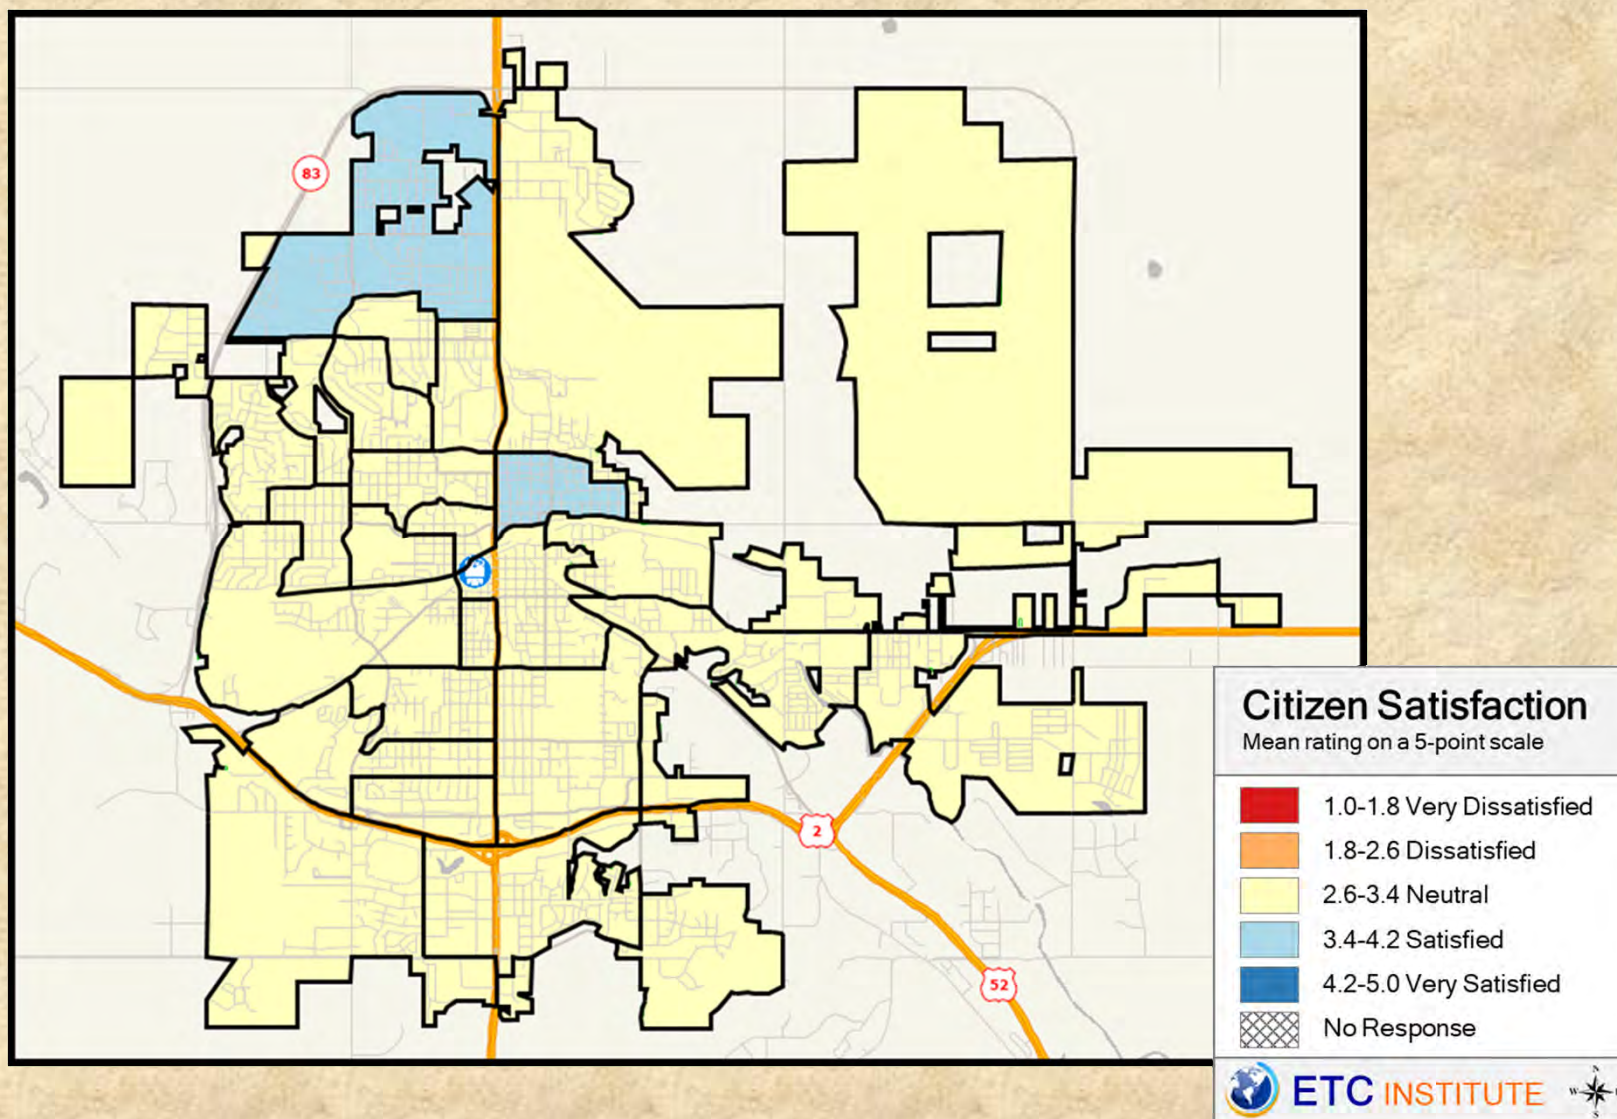 83
2
52
Citizen Satisfaction
Mean rating on a 5-point scale
1.0-1.8 Very Dissatisfied
1.8-2.6 Dissatisfied
2.6-3.4 Neutral
3.4-4.2 Satisfied
4.2-5.0 Very Satisfied
No Response
N
ETC INSTITUTE
W
S